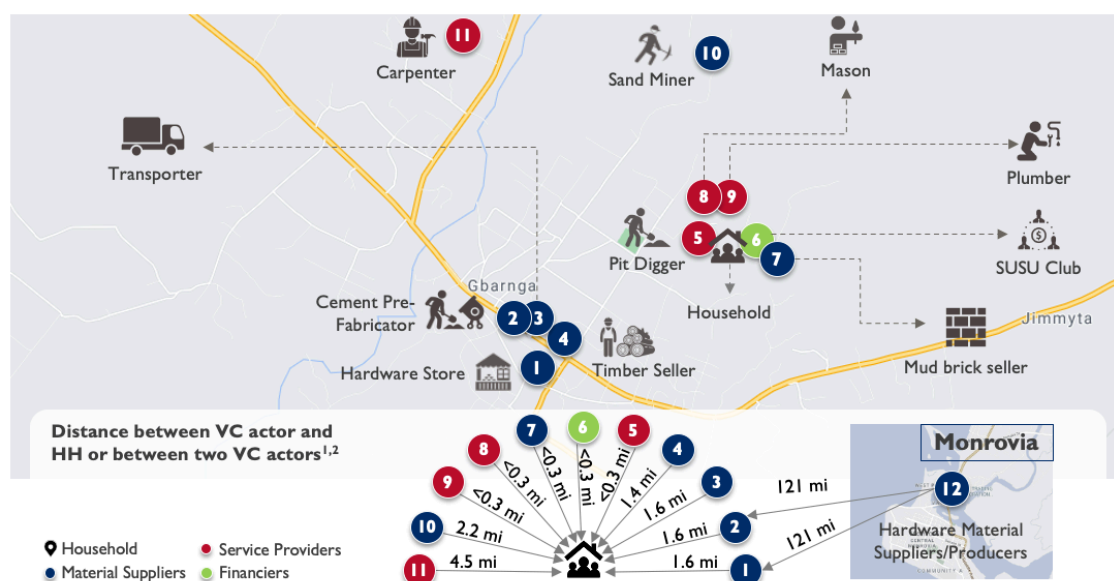 11
Carpenter
Sand Miner
10
Mason
Transporter
8
9
Plumber
5
6
7
Pit Digger
$
SUSU Club
Household
Gbarnga
Cement Pre-
Fabricator
2
3
4
Jimmyta
Mud brick seller
Hardware Store
1
Timber Seller
Distance between VC actor and
HH or between two VC actors1,2
7
6
5
8
4
9
3
10
2
11
1
<0.3 mi
<0.3 mi
<0.3 mi
<0.3 mi
<0.3 mi
1.4 mi
1.6 mi
2.2 mi
1.6 mi
4.5 mi
1.6 mi
121 mi
121 mi
Monrovia
12
Hardware Material
Suppliers/Producers
Household
Service Providers
Material Suppliers
Financiers